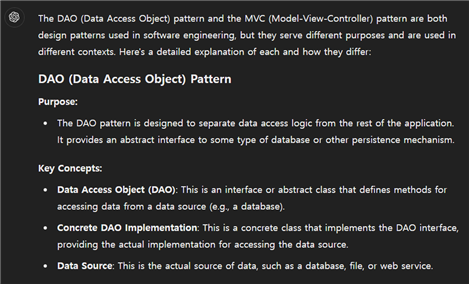 The DAO (Data Access Object) pattern and the MVC (Model-View-Controller) pattern are both
design patterns used in software engineering, but they serve different purposes and are used in
different contexts. Here's a detailed explanation of each and how they differ:
DAO (Data Access Object) Pattern
Purpose:
• The DAO pattern is designed to separate data access logic from the rest of the application.
It provides an abstract interface to some type of database or other persistence mechanism.
Key Concepts:
• Data Access Object (DAO): This is an interface or abstract class that defines methods for
accessing data from a data source (e.g., a database).
• Concrete DAO Implementation: This is a concrete class that implements the DAO interface,
providing the actual implementation for accessing the data source.
• Data Source: This is the actual source of data, such as a database, file, or web service.